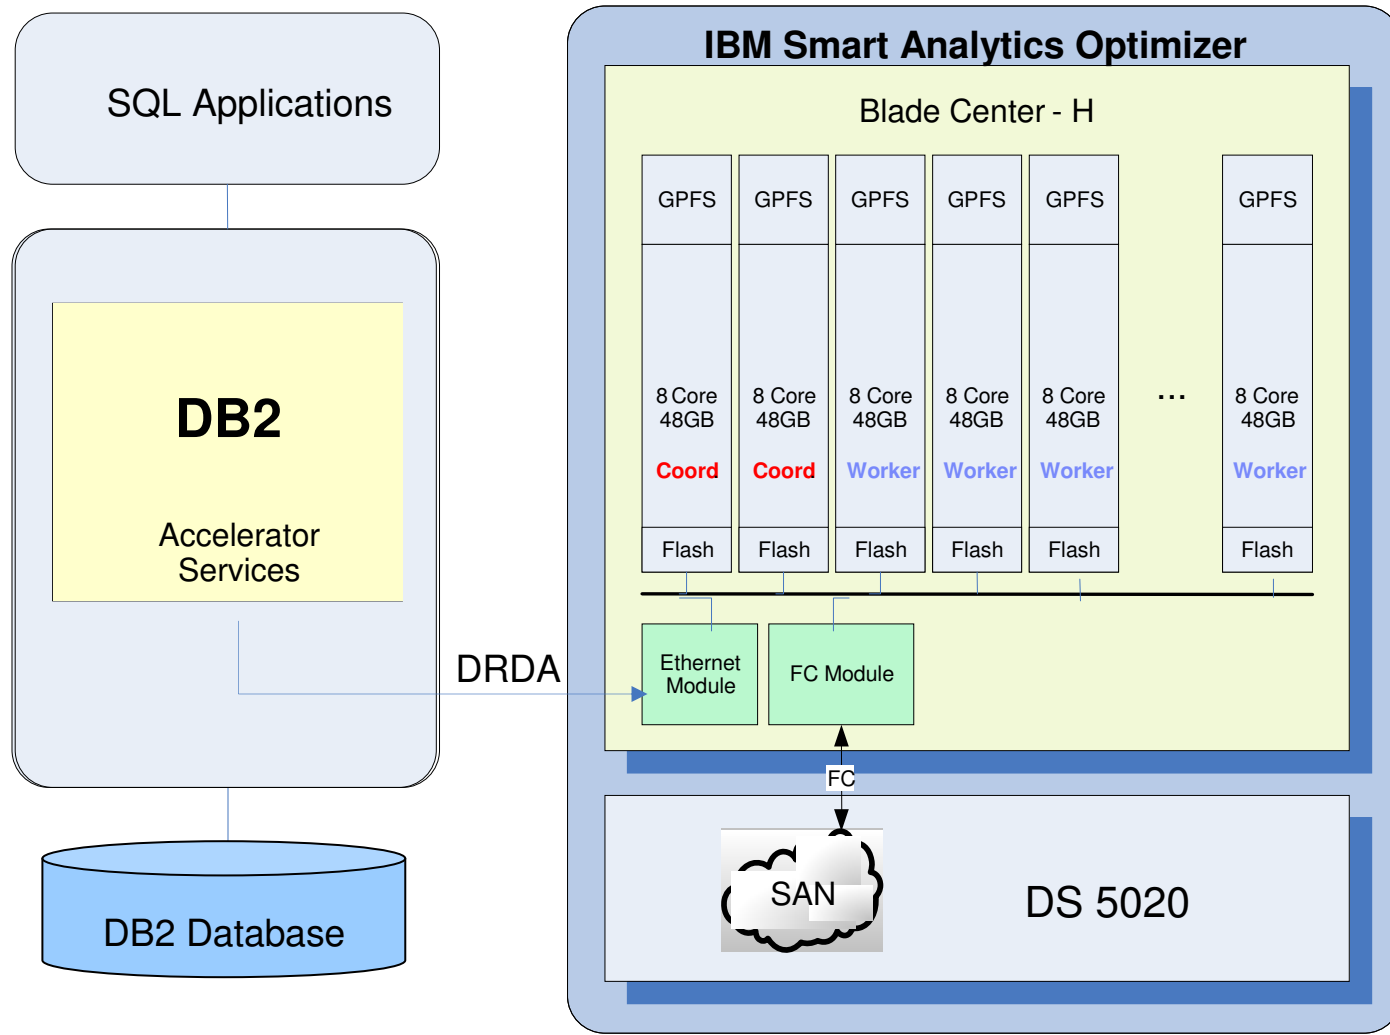 SQL Applications
DB2
Accelerator
Services
DB2 Database
DRDA
IBM Smart Analytics Optimizer
Blade Center - H
GPFS GPFS GPFS GPFS GPFS GPFS
8 Core 8 Core 8 Core 8 Core 8 Core ... 8 Core
48GB 48GB 48GB 48GB 48GB 48GB
Coord Coord Worker Worker Worker Worker
Flash Flash Flash Flash Flash Flash
Ethernet
Module
FC Module
FC
SAN
DS 5020